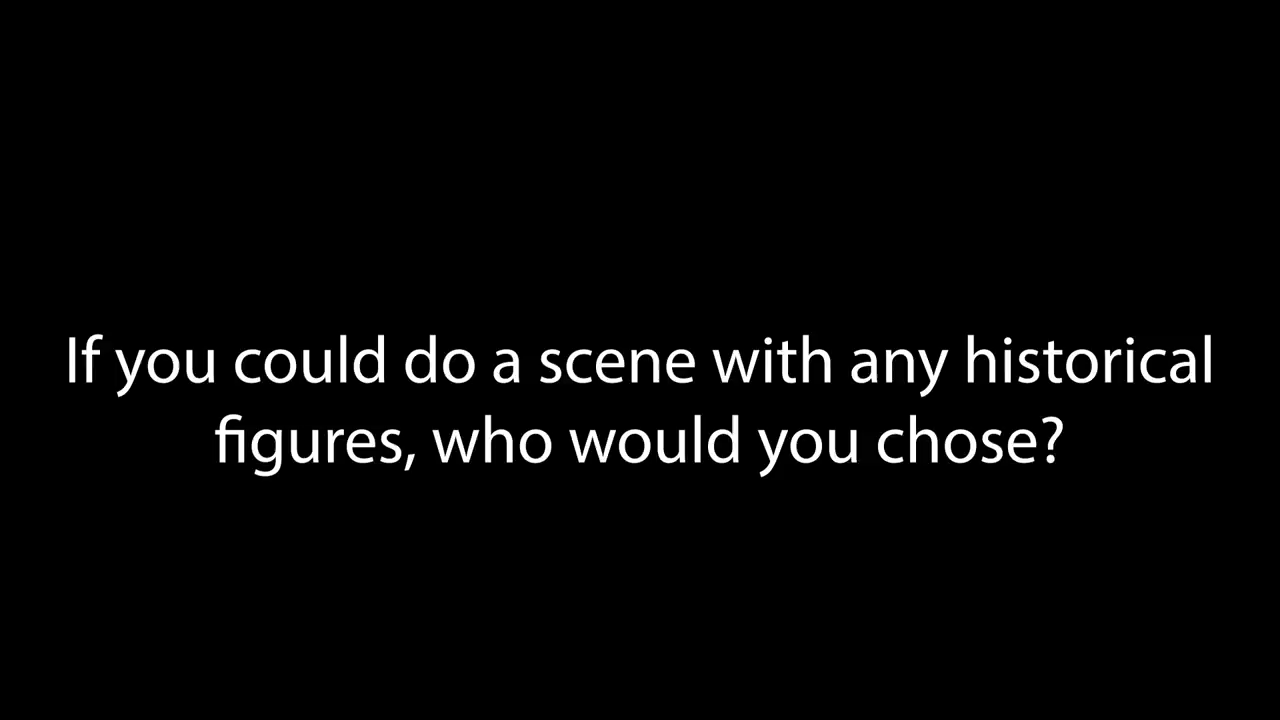 If you could do a scene with any historical
figures, who would you chose?